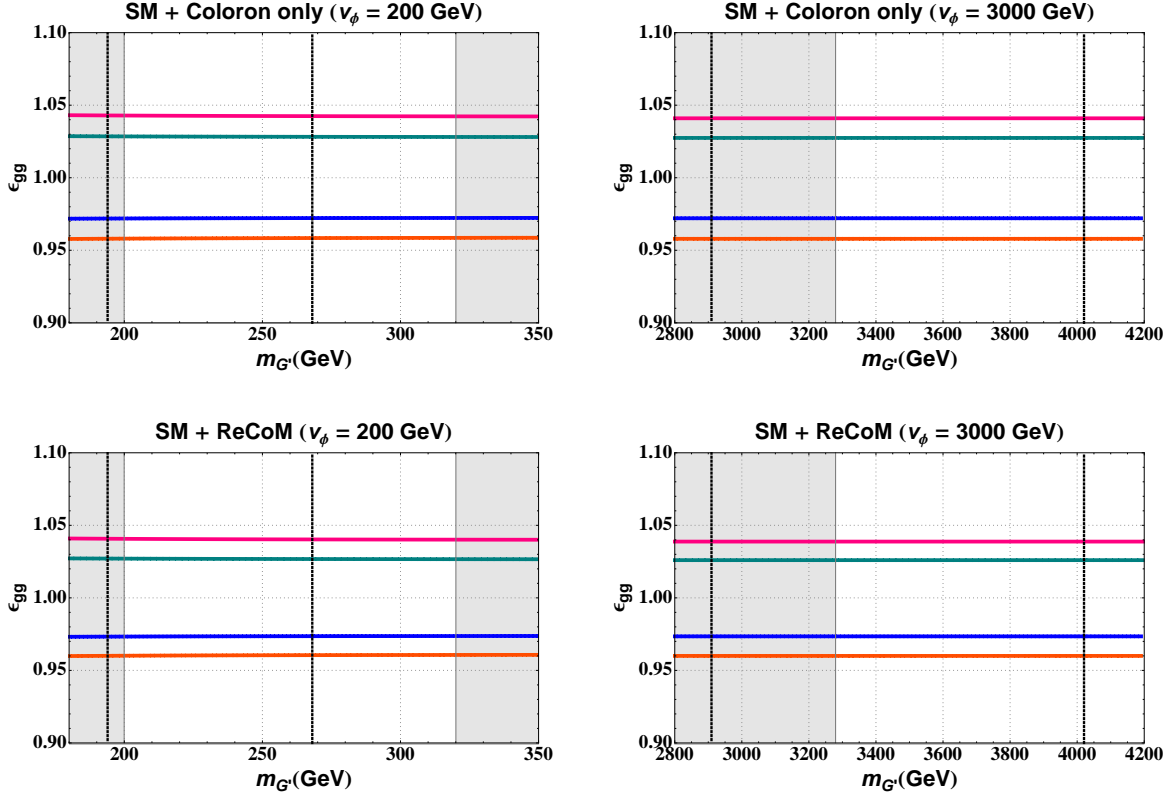 SM + Coloron only (vϕ = 200 GeV)
1.10
1.05
1.00
0.95
0.90
ϵgg
200 250 300 350
mG'(GeV)
SM + Coloron only (vϕ = 3000 GeV)
1.10
1.05
1.00
0.95
0.90
ϵgg
2800 3000 3200 3400 3600 3800 4000 4200
mG'(GeV)
SM + ReCoM (vϕ = 200 GeV)
1.10
1.05
1.00
0.95
0.90
ϵgg
200 250 300 350
mG'(GeV)
SM + ReCoM (vϕ = 3000 GeV)
1.10
1.05
1.00
0.95
0.90
ϵgg
2800 3000 3200 3400 3600 3800 4000 4200
mG'(GeV)